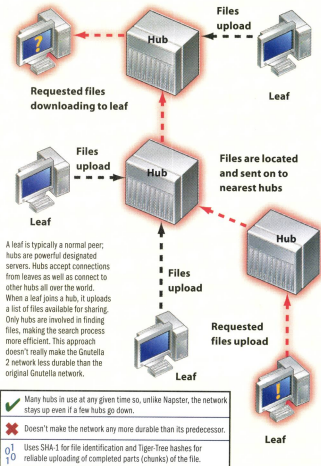 Files
upload
?
Hub
Leaf
Requested files
downloading to leaf
Files
upload
Hub
Files are located
and sent on to
nearest hubs
Leaf
Hub
A leaf is typically a normal peer;
hubs are powerful designated
servers. Hubs accept connections
from leaves as well as connect to
other hubs all over the world.
When a leaf joins a hub, it uploads
a list of files available for sharing.
Only hubs are involved in finding
files, making the search process
more efficient. This approach
doesn't really make the Gnutella
2 network less durable than the
original Gnutella network.
Files
upload
Requested
files upload
Leaf
!
Leaf
Many hubs in use at any given time so, unlike Napster, the network
stays up even if a few hubs go down.
Doesn't make the network any more durable than its predecessor.
01
10
Uses SHA-1 for file identification and Tiger-Tree hashes for
reliable uploading of completed parts (chunks) of the file.